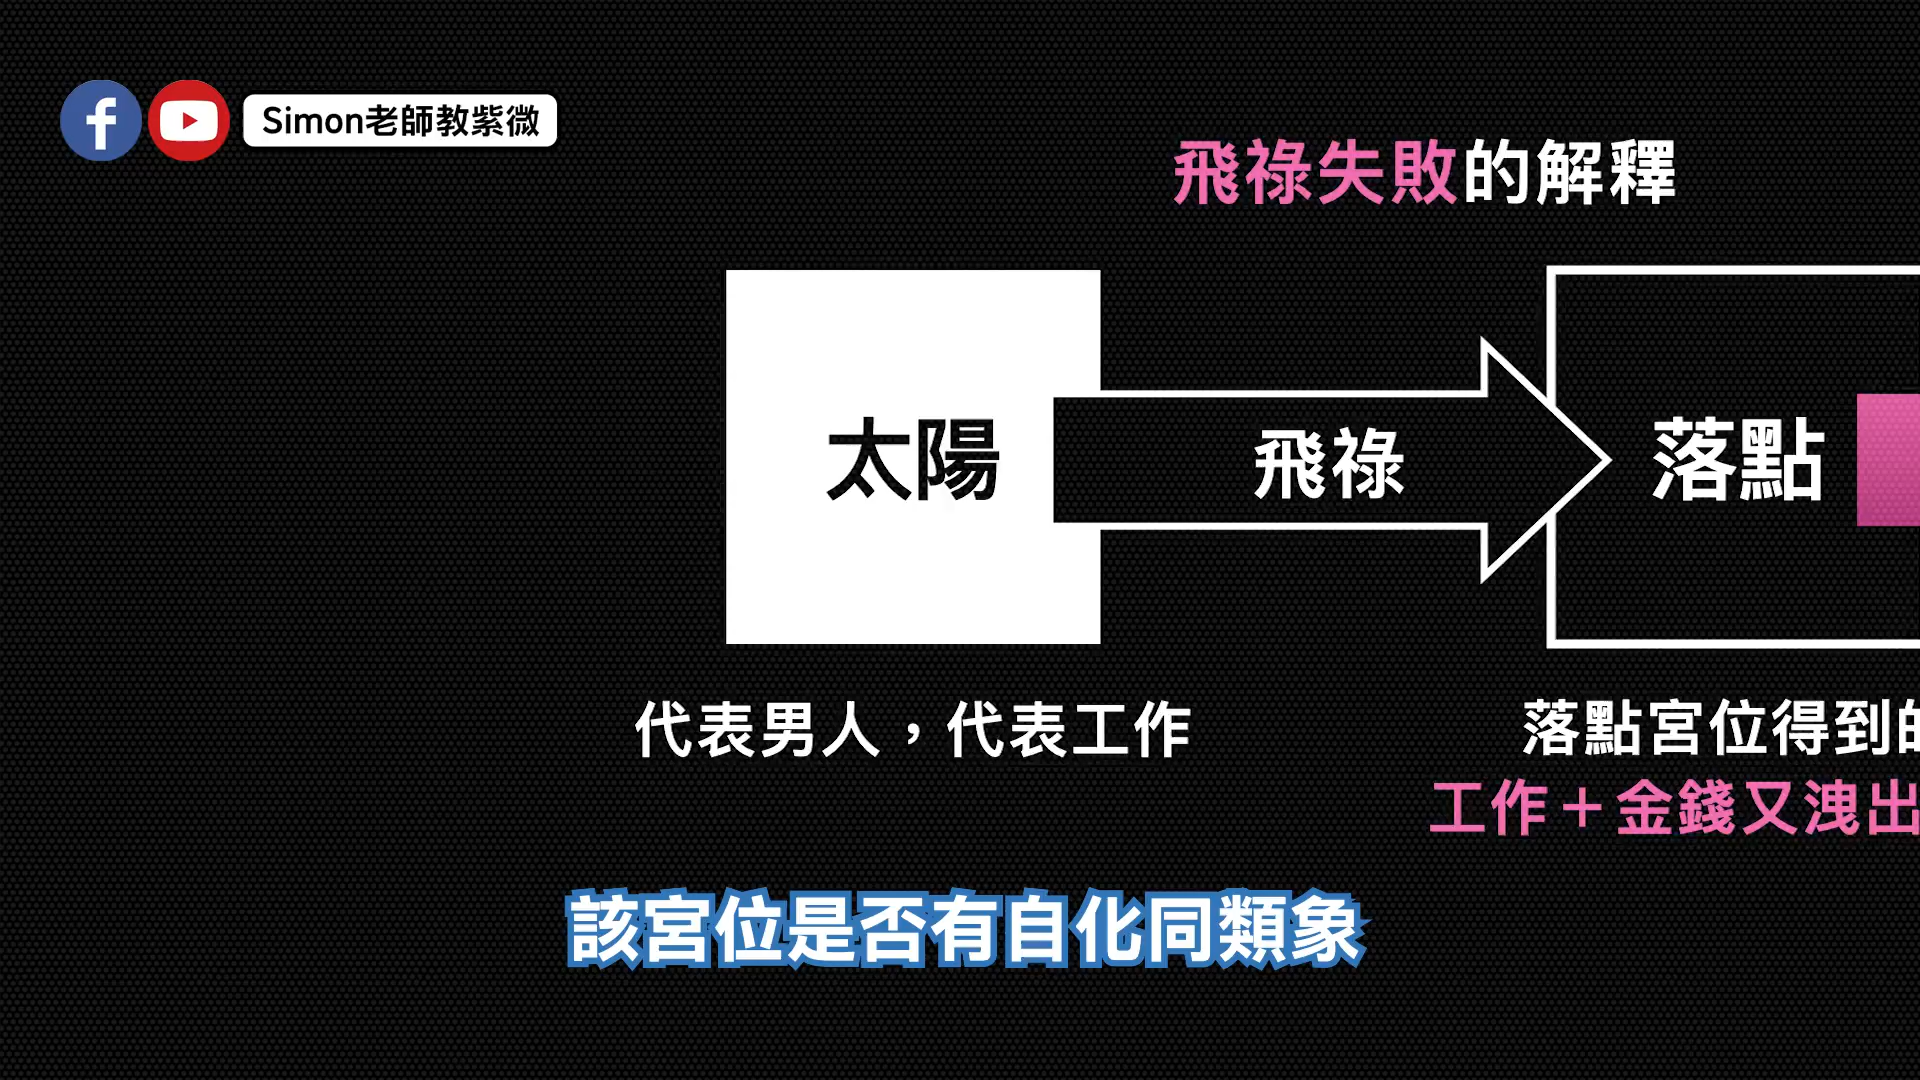 Simon老師教紫微
飛祿失敗的解釋
太陽
飛祿
落點
代表男人，代表工作
落點宮位得到的
工作＋金錢又洩出
該宮位是否有自化同類象